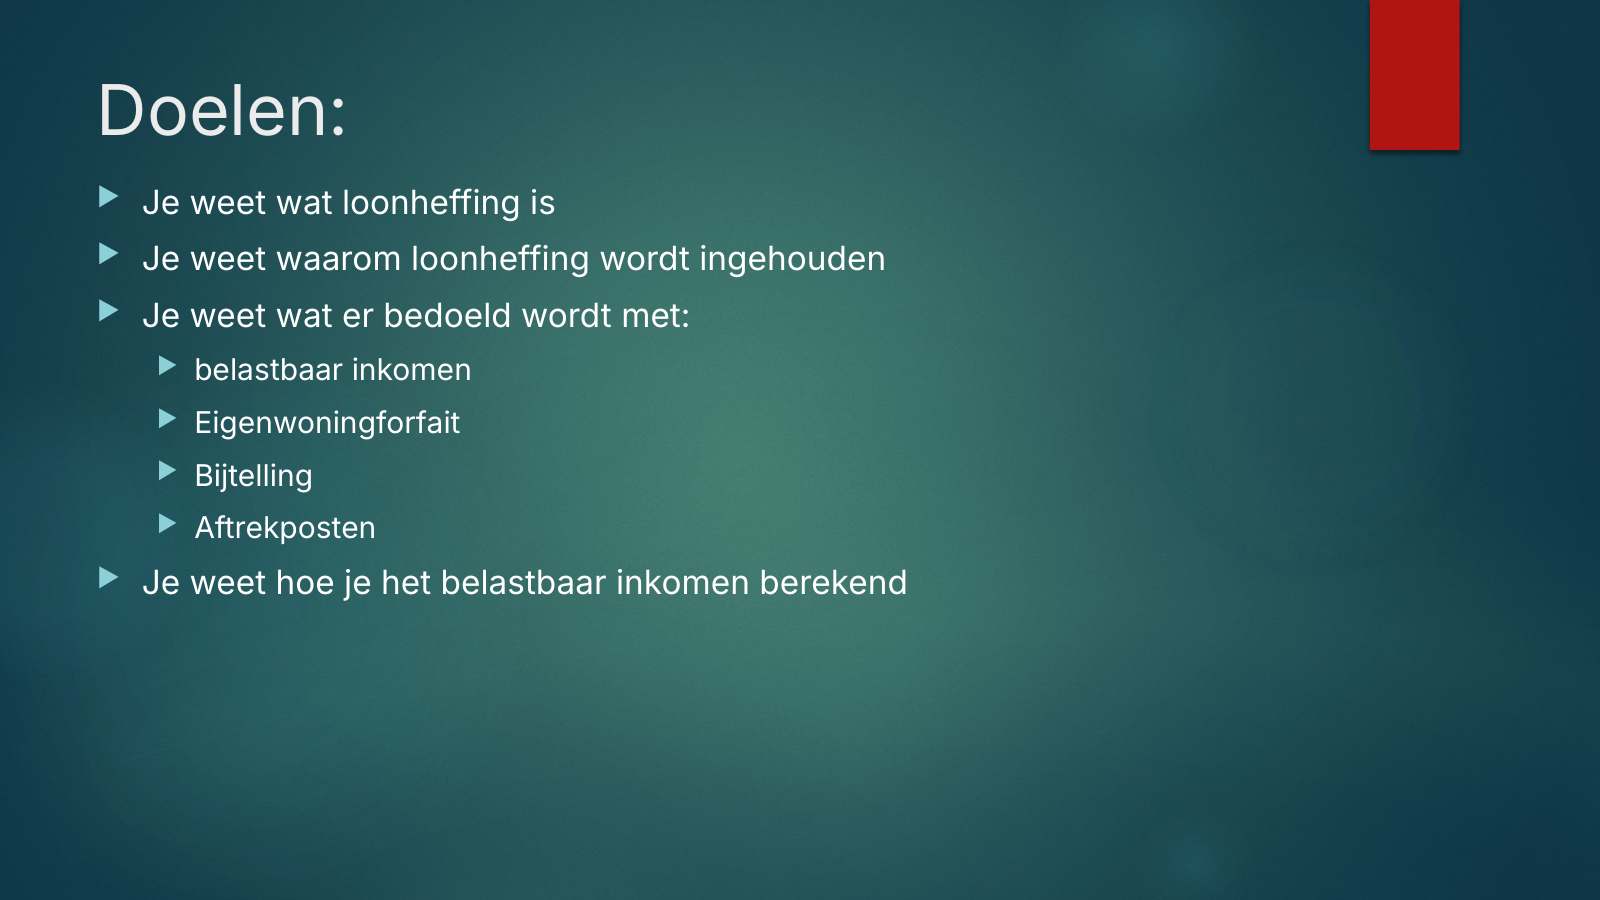 Doelen:
Je weet wat loonheffing is
Je weet waarom loonheffing wordt ingehouden
Je weet wat er bedoeld wordt met:
belastbaar inkomen
Eigenwoningforfait
Bijtelling
Aftrekposten
Je weet hoe je het belastbaar inkomen berekend